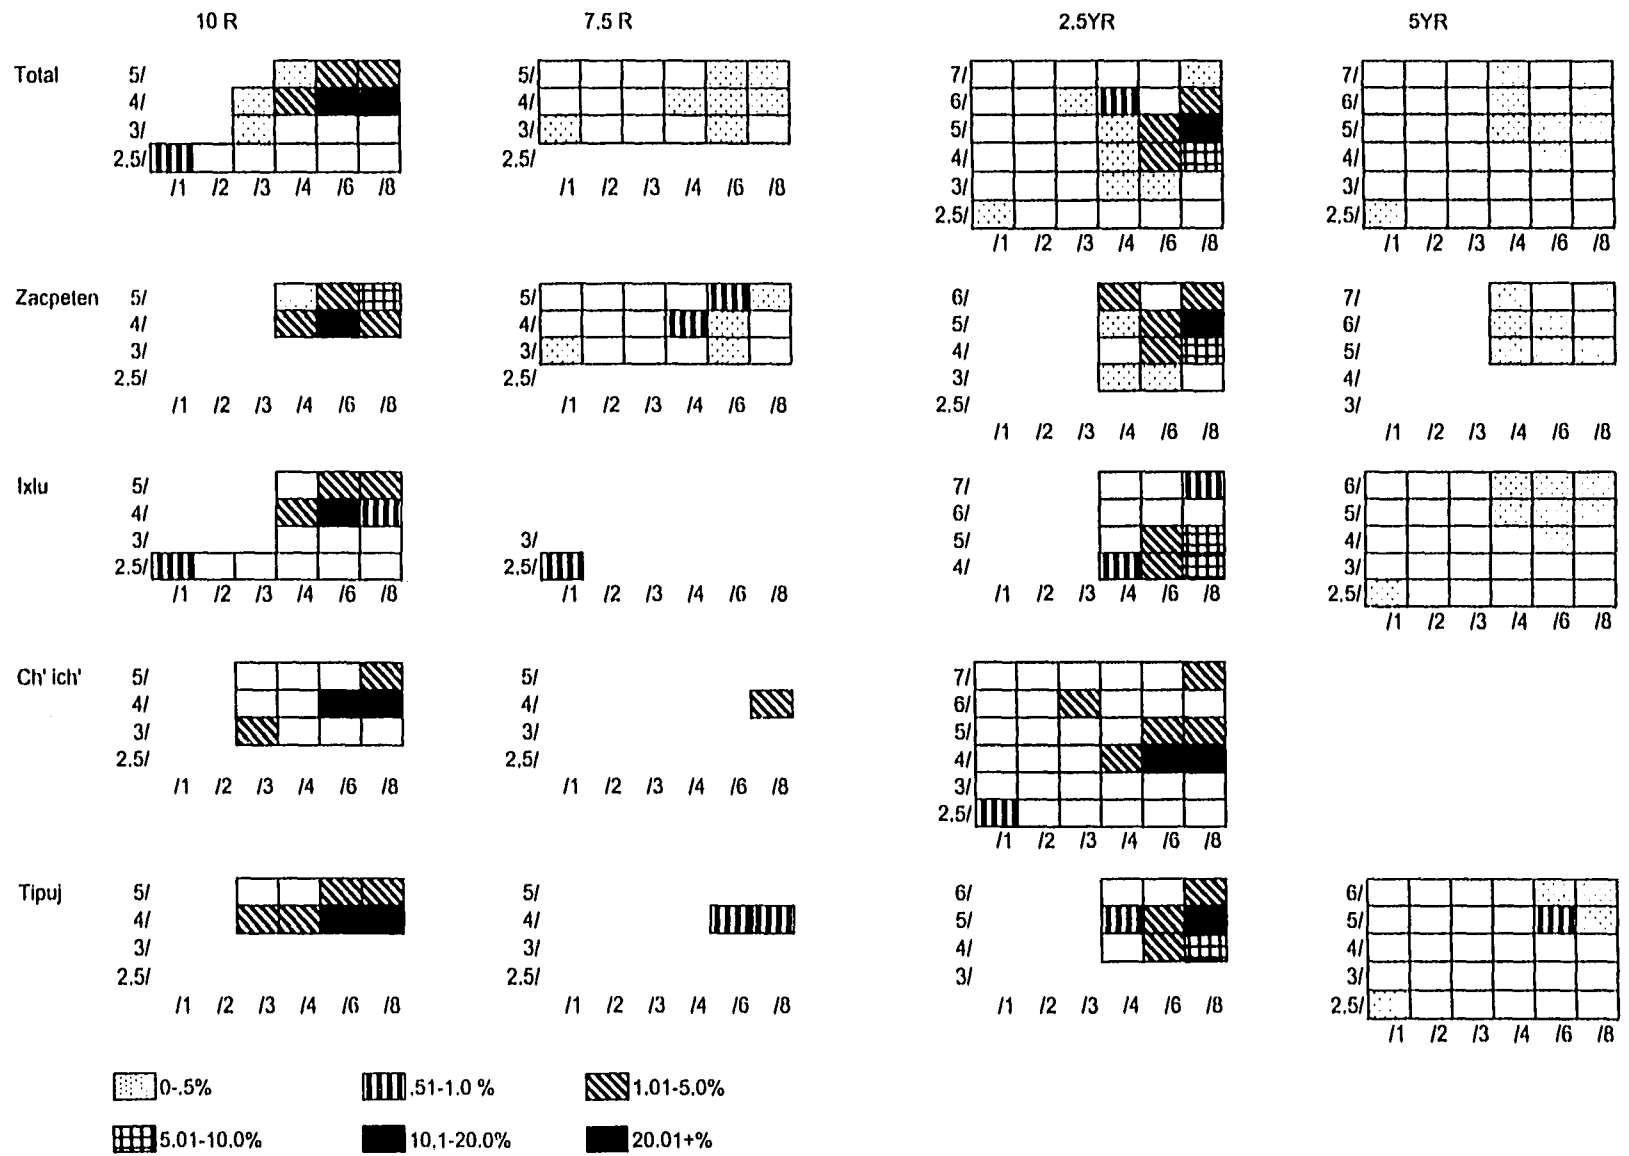 10 R 7.5 R 2.5YR 5YR
Total 5/ 5/ 7/ 7/
4/ 4/ 6/ 6/
3/ 3/ 5/ 5/
2.5/ 2.5/ 4/ 4/
/1 /2 /3 /4 /6 /8 /1 /2 /3 /4 /6 /8 3/ 3/
2.5/ 2.5/
/1 /2 /3 /4 /6 /8 /1 /2 /3 /4 /6 /8
Zacpeten 5/ 5/ 6/ 7/
4/ 4/ 5/ 6/
3/ 3/ 4/ 5/
2.5/ 2.5/ 3/ 4/
/1 /2 /3 /4 /6 /8 /1 /2 /3 /4 /6 /8 2.5/ 3/
/1 /2 /3 /4 /6 /8 /1 /2 /3 /4 /6 /8
Ixlu 5/ 7/ 6/
4/ 6/ 5/
3/ 3/ 5/ 4/
2.5/ 2.5/ 4/ 3/
/1 /2 /3 /4 /6 /8 /1 /2 /3 /4 /6 /8 /1 /2 /3 /4 /6 /8 2.5/
/1 /2 /3 /4 /6 /8
Ch' ich' 5/ 5/ 7/
4/ 4/ 6/
3/ 3/ 5/
2.5/ 2.5/ 4/
/1 /2 /3 /4 /6 /8 /1 /2 /3 /4 /6 /8 3/
2.5/
/1 /2 /3 /4 /6 /8
Tipuj 5/ 5/ 6/ 6/
4/ 4/ 5/ 5/
3/ 3/ 4/ 4/
2.5/ 2.5/ 3/ 3/
/1 /2 /3 /4 /6 /8 /1 /2 /3 /4 /6 /8 /1 /2 /3 /4 /6 /8 2.5/
/1 /2 /3 /4 /6 /8
0-.5% .51-1.0 % 1.01-5.0%
5.01-10.0% 10.1-20.0% 20.01+%